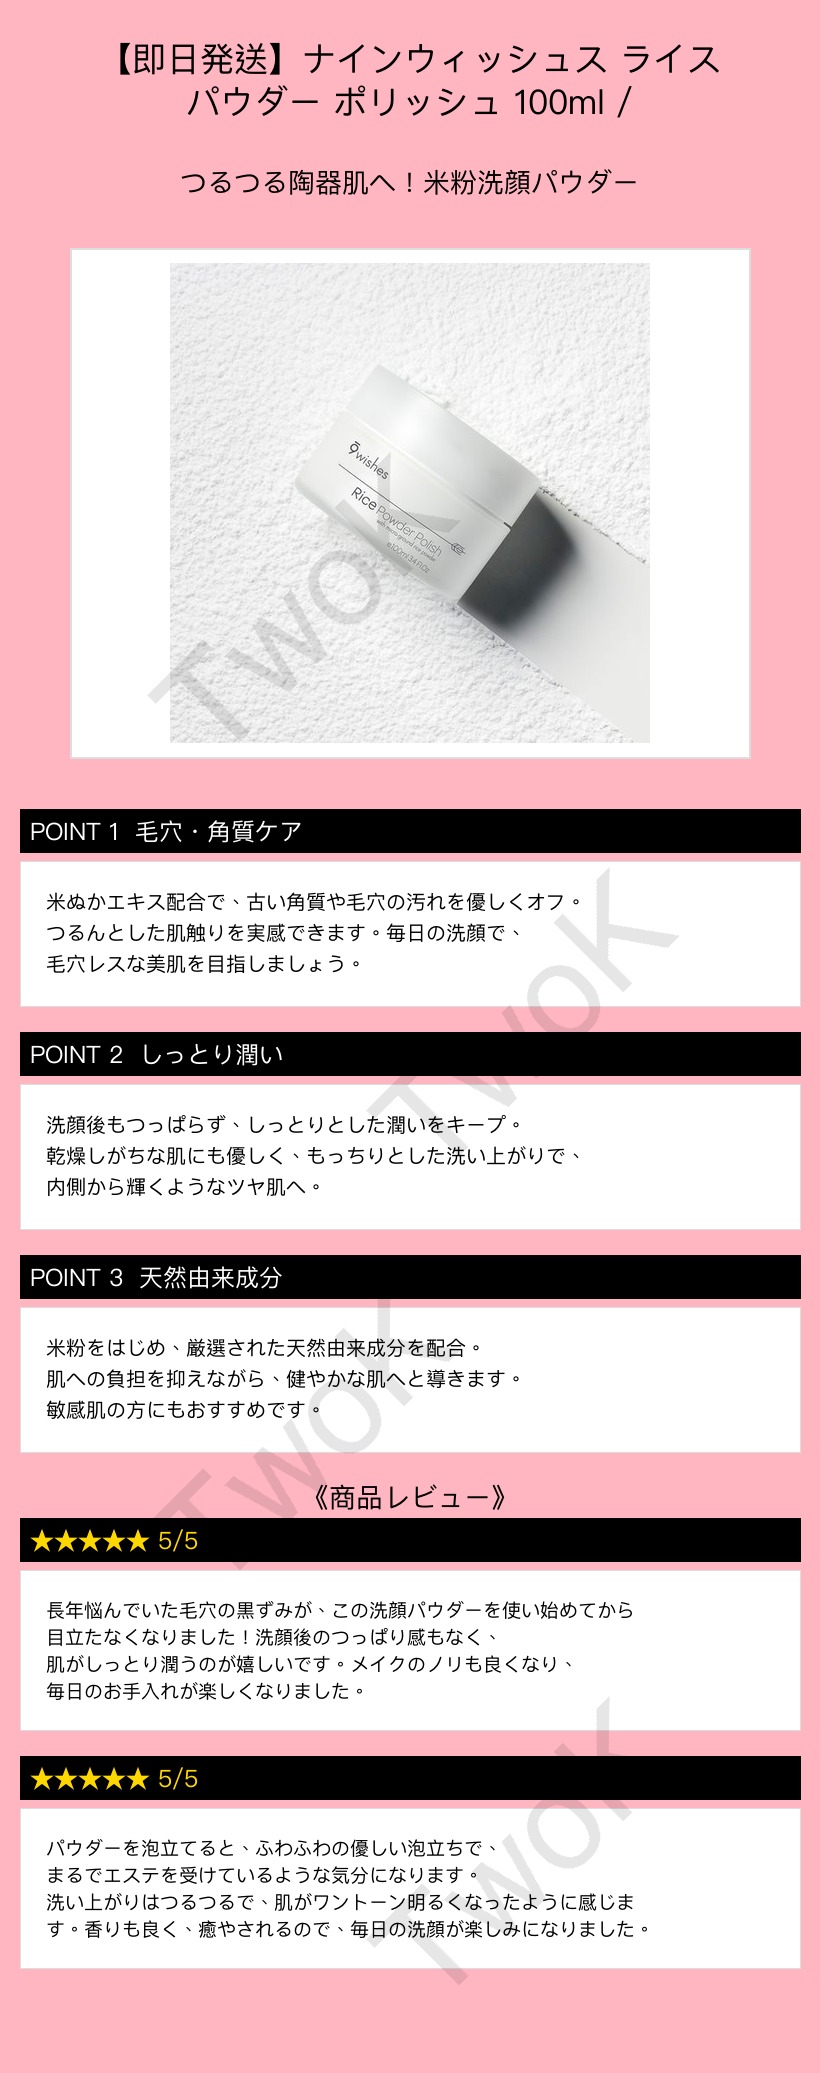 【即日発送】ナインウィッシュス ライス
パウダー ポリッシュ 100ml /
つるつる陶器肌へ！米粉洗顔パウダー
9wishes
Rice Powder Polish
with micro ground rice powder
℮100ml 3.4 Fl.Oz
TwoK
POINT 1 毛穴・角質ケア
米ぬかエキス配合で、古い角質や毛穴の汚れを優しくオフ。
つるんとした肌触りを実感できます。毎日の洗顔で、
毛穴レスな美肌を目指しましょう。
TwoK
POINT 2 しっとり潤い
洗顔後もつっぱらず、しっとりとした潤いをキープ。
乾燥しがちな肌にも優しく、もっちりとした洗い上がりで、
内側から輝くようなツヤ肌へ。
POINT 3 天然由来成分
米粉をはじめ、厳選された天然由来成分を配合。
肌への負担を抑えながら、健やかな肌へと導きます。
敏感肌の方にもおすすめです。
TwoK
《商品レビュー》
★★★★★ 5/5
長年悩んでいた毛穴の黒ずみが、この洗顔パウダーを使い始めてから
目立たなくなりました！洗顔後のつっぱり感もなく、
肌がしっとり潤うのが嬉しいです。メイクのノリも良くなり、
毎日のお手入れが楽しくなりました。
★★★★★ 5/5
パウダーを泡立てると、ふわふわの優しい泡立ちで、
まるでエステを受けているような気分になります。
洗い上がりはつるつるで、肌がワントーン明るくなったように感じま
す。香りも良く、癒やされるので、毎日の洗顔が楽しみになりました。
TwoK